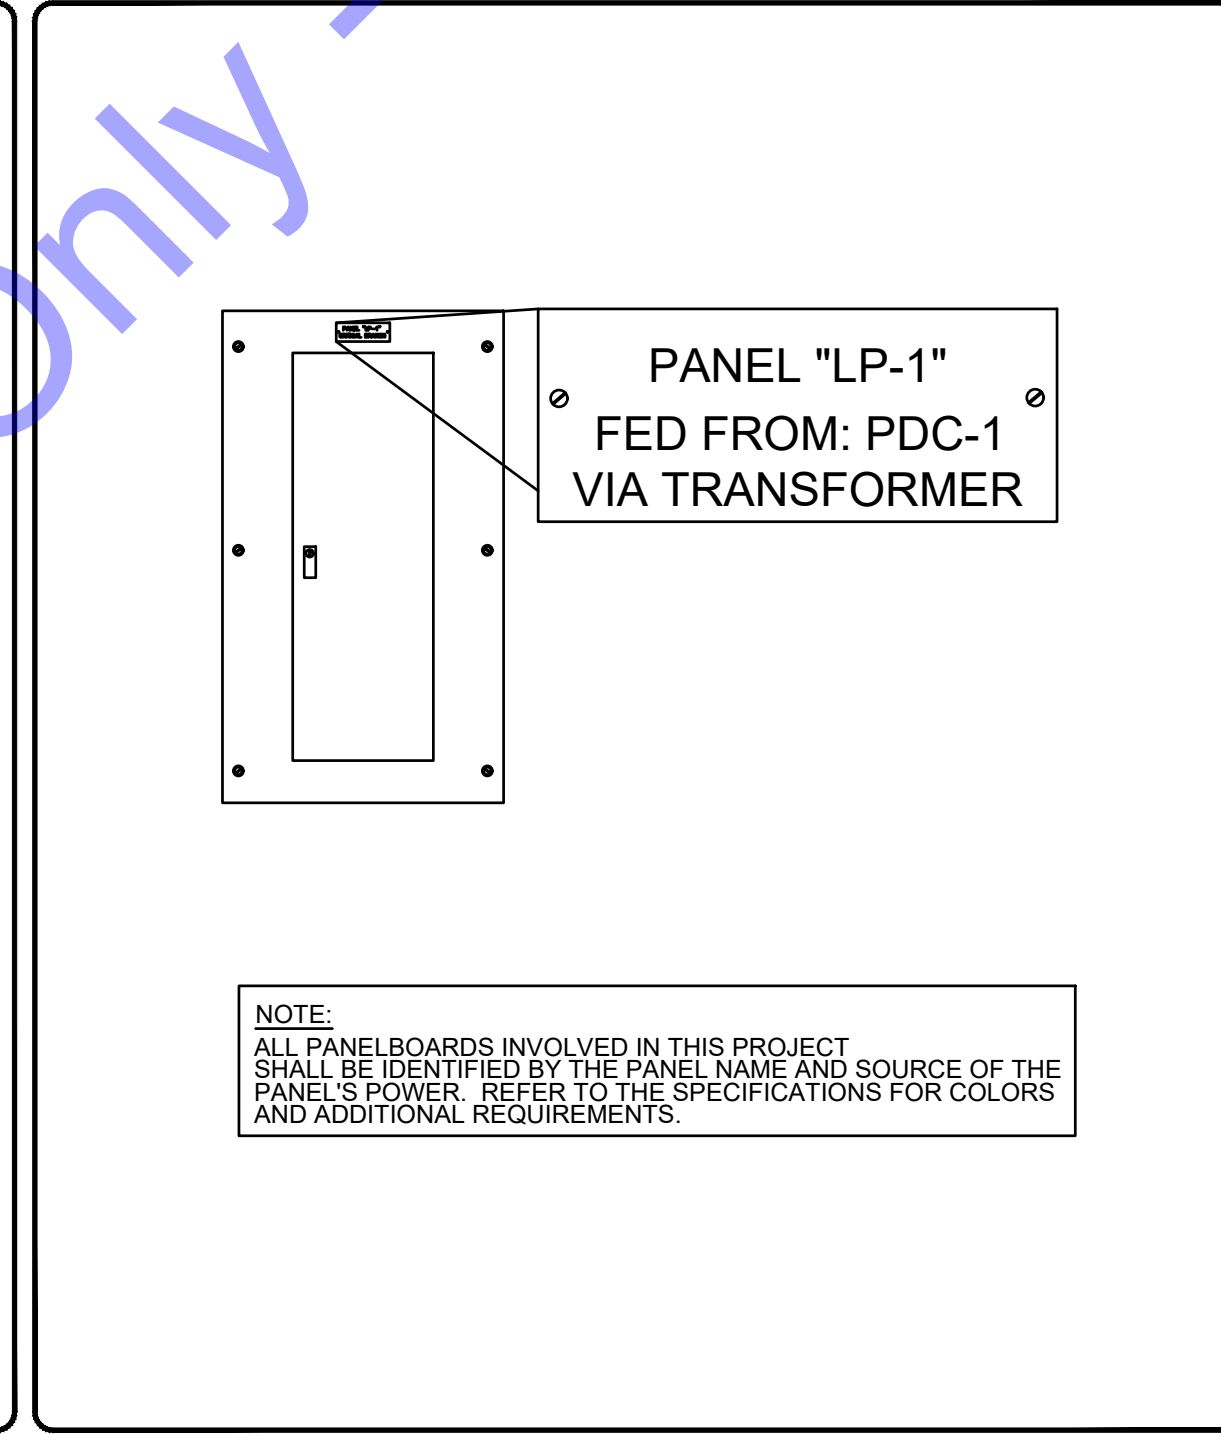 Only
PANEL "LP-1"
FED FROM: PDC-1
VIA TRANSFORMER
NOTE:
ALL PANELBOARDS INVOLVED IN THIS PROJECT
SHALL BE IDENTIFIED BY THE PANEL NAME AND SOURCE OF THE
PANEL'S POWER.  REFER TO THE SPECIFICATIONS FOR COLORS
AND ADDITIONAL REQUIREMENTS.